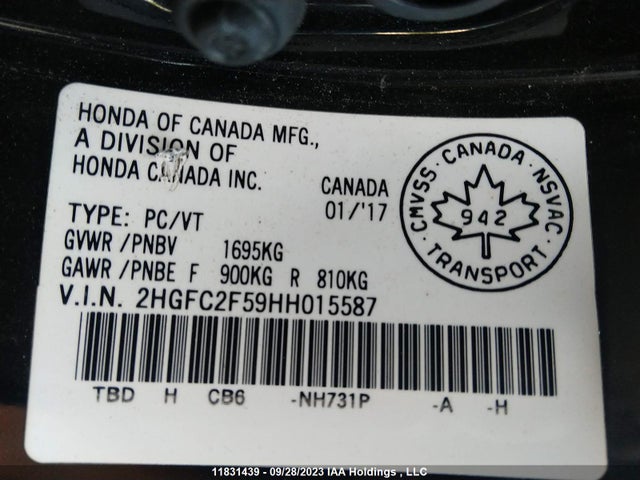 HONDA OF CANADA MFG.,
A DIVISION OF
HONDA CANADA INC.
CANADA
01/'17
TYPE: PC/VT
GVWR/PNBV 1695KG
GAWR/PNBE F 900KG R 810KG
V.I.N. 2HGFC2F59HH015587
CMVSS · CANADA · NSVAC
942
TRANSPORT
TBD H CB6 -NH731P -A -H
11831439 - 09/28/2023 IAA Holdings , LLC